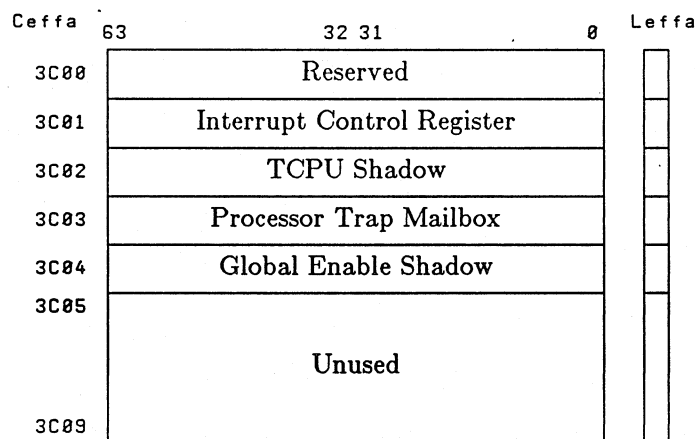 Ceffa 63 32 31 0 Leffa
3C00 Reserved
3C01 Interrupt Control Register
3C02 TCPU Shadow
3C03 Processor Trap Mailbox
3C04 Global Enable Shadow
3C05
Unused
3C09